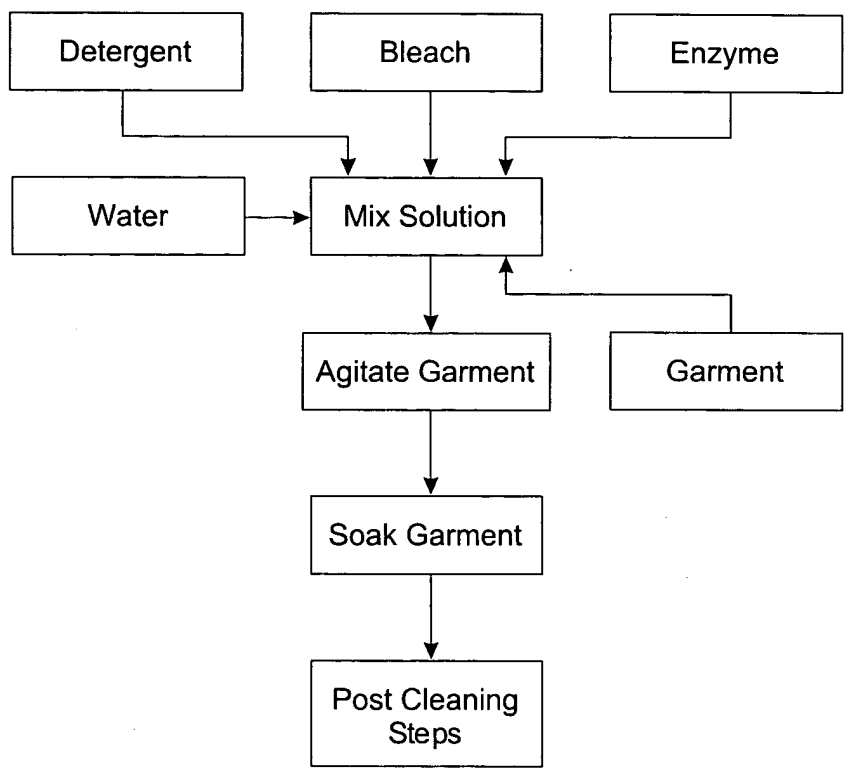 Detergent
Bleach
Enzyme
Water
Mix Solution
Agitate Garment
Garment
Soak Garment
Post Cleaning
Steps